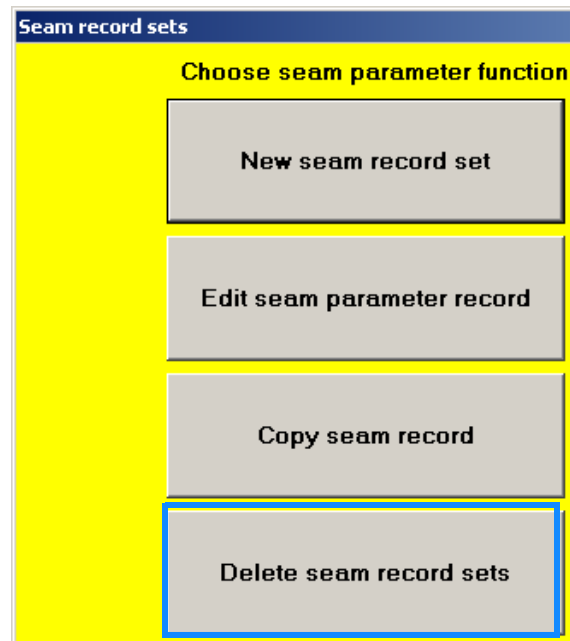 Seam record sets
Choose seam parameter function
New seam record set
Edit seam parameter record
Copy seam record
Delete seam record sets